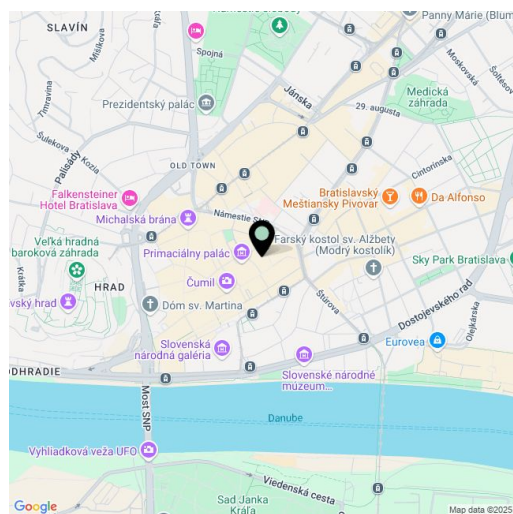 SLAVÍN
Panny Márie (Blum
Mišíkova
Spojná
Moskovská
Šoltésov
Timravina
Jánska
Medická
záhrada
Prezidentský palác
29. augusta
Šulekova
Kozia
Palisády
OLD TOWN
Cintorínska
Falkensteiner
Hotel Bratislava
Bratislavský
Meštiansky Pivovar
Da Alfonso
Michalská brána
Námestie SNP
Veľká hradná
baroková záhrada
Primaciálny palác
Farský kostol sv. Alžbety
(Modrý kostolík)
Sky Park Bratislava
HRAD
Čumil
vský hrad
Dóm sv. Martina
Štúrova
Dostojevského rad
Olejkárska
Slovenská
národná galéria
Eurovea
ODHRADIE
Slovenské národné
múzeum...
Most SNP
Danube
Vyhliadková veža UFO
Viedenská cesta
Sad Janka
Kráľa
Google
Map data ©2025